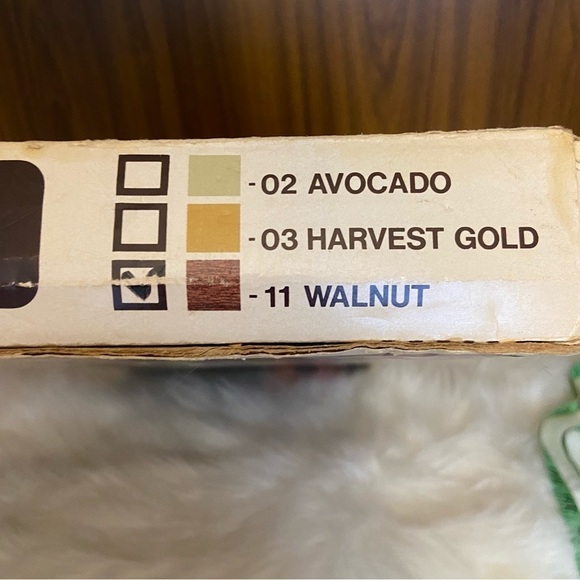 -02 AVOCADO
-03 HARVEST GOLD
-11 WALNUT